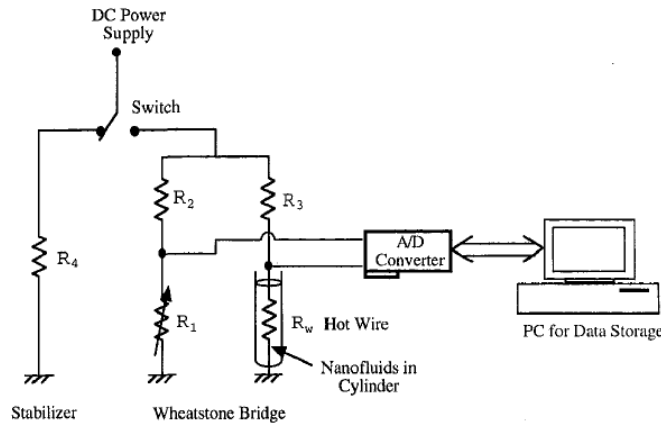 DC Power
Supply
Switch
R2
R3
A/D
Converter
R4
R1
Rw Hot Wire
PC for Data Storage
Nanofluids in
Cylinder
Stabilizer
Wheatstone Bridge